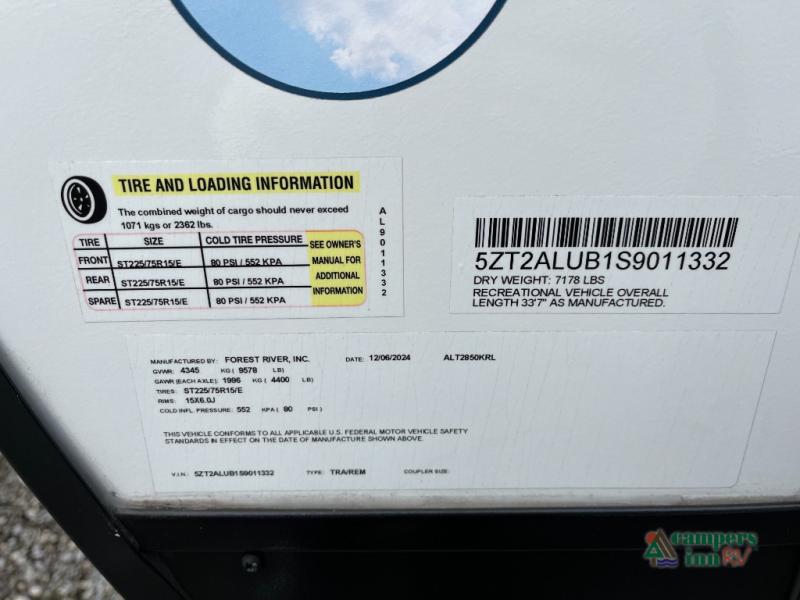 TIRE AND LOADING INFORMATION
The combined weight of cargo should never exceed
1071 kgs or 2362 lbs.
TIRE SIZE COLD TIRE PRESSURE
FRONT ST225/75R15/E 80 PSI / 552 KPA
REAR ST225/75R15/E 80 PSI / 552 KPA
SPARE ST225/75R15/E 80 PSI / 552 KPA
SEE OWNER'S
MANUAL FOR
ADDITIONAL
INFORMATION
AL9011332
5ZT2ALUB1S9011332
DRY WEIGHT: 7178 LBS
RECREATIONAL VEHICLE OVERALL
LENGTH 33'7" AS MANUFACTURED.
MANUFACTURED BY: FOREST RIVER, INC. DATE: 12/06/2024 ALT2850KRL
GVWR: 4345 KG ( 9578 LB)
GAWR (EACH AXLE): 1996 KG ( 4400 LB)
TIRES: ST225/75R15/E
RIMS: 15X6.0J
COLD INFL. PRESSURE: 552 KPA ( 80 PSI )
THIS VEHICLE CONFORMS TO ALL APPLICABLE U.S. FEDERAL MOTOR VEHICLE SAFETY
STANDARDS IN EFFECT ON THE DATE OF MANUFACTURE SHOWN ABOVE.
V.I.N.: 5ZT2ALUB1S9011332 TYPE: TRA/REM COUPLER SIZE:
campers
inn RV